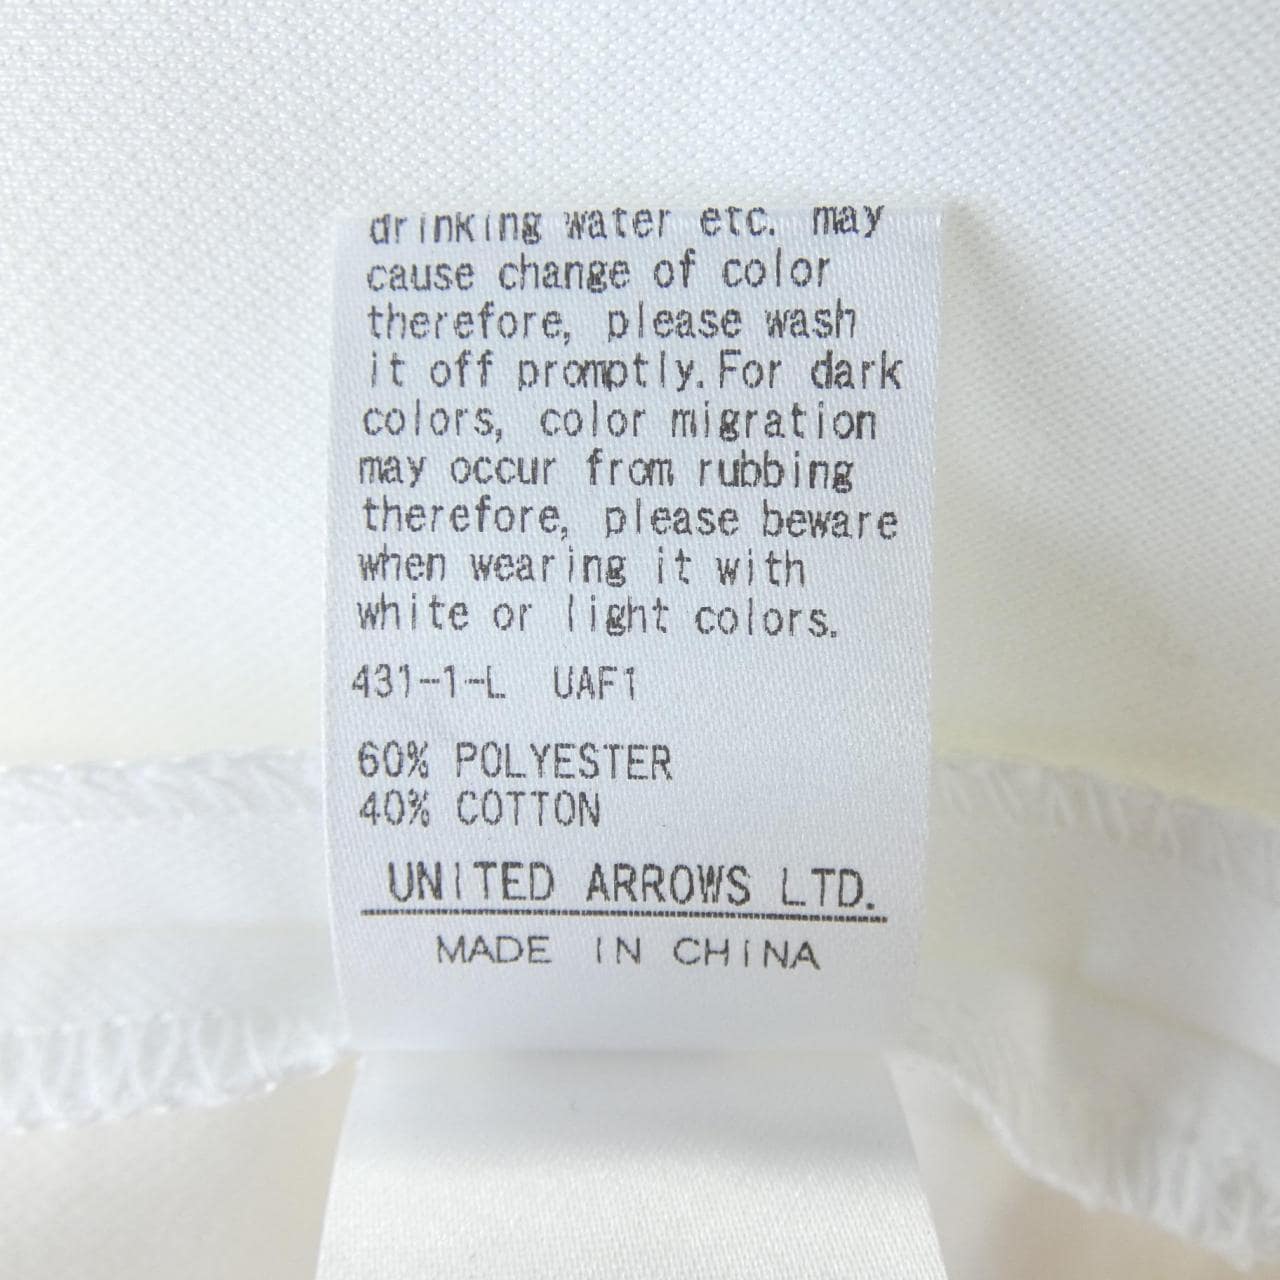 drinking water etc. may
cause change of color
therefore, please wash
it off promptly. For dark
colors, color migration
may occur from rubbing
therefore, please beware
when wearing it with
white or light colors.
431-1-L UAF1
60% POLYESTER
40% COTTON
UNITED ARROWS LTD.
MADE IN CHINA